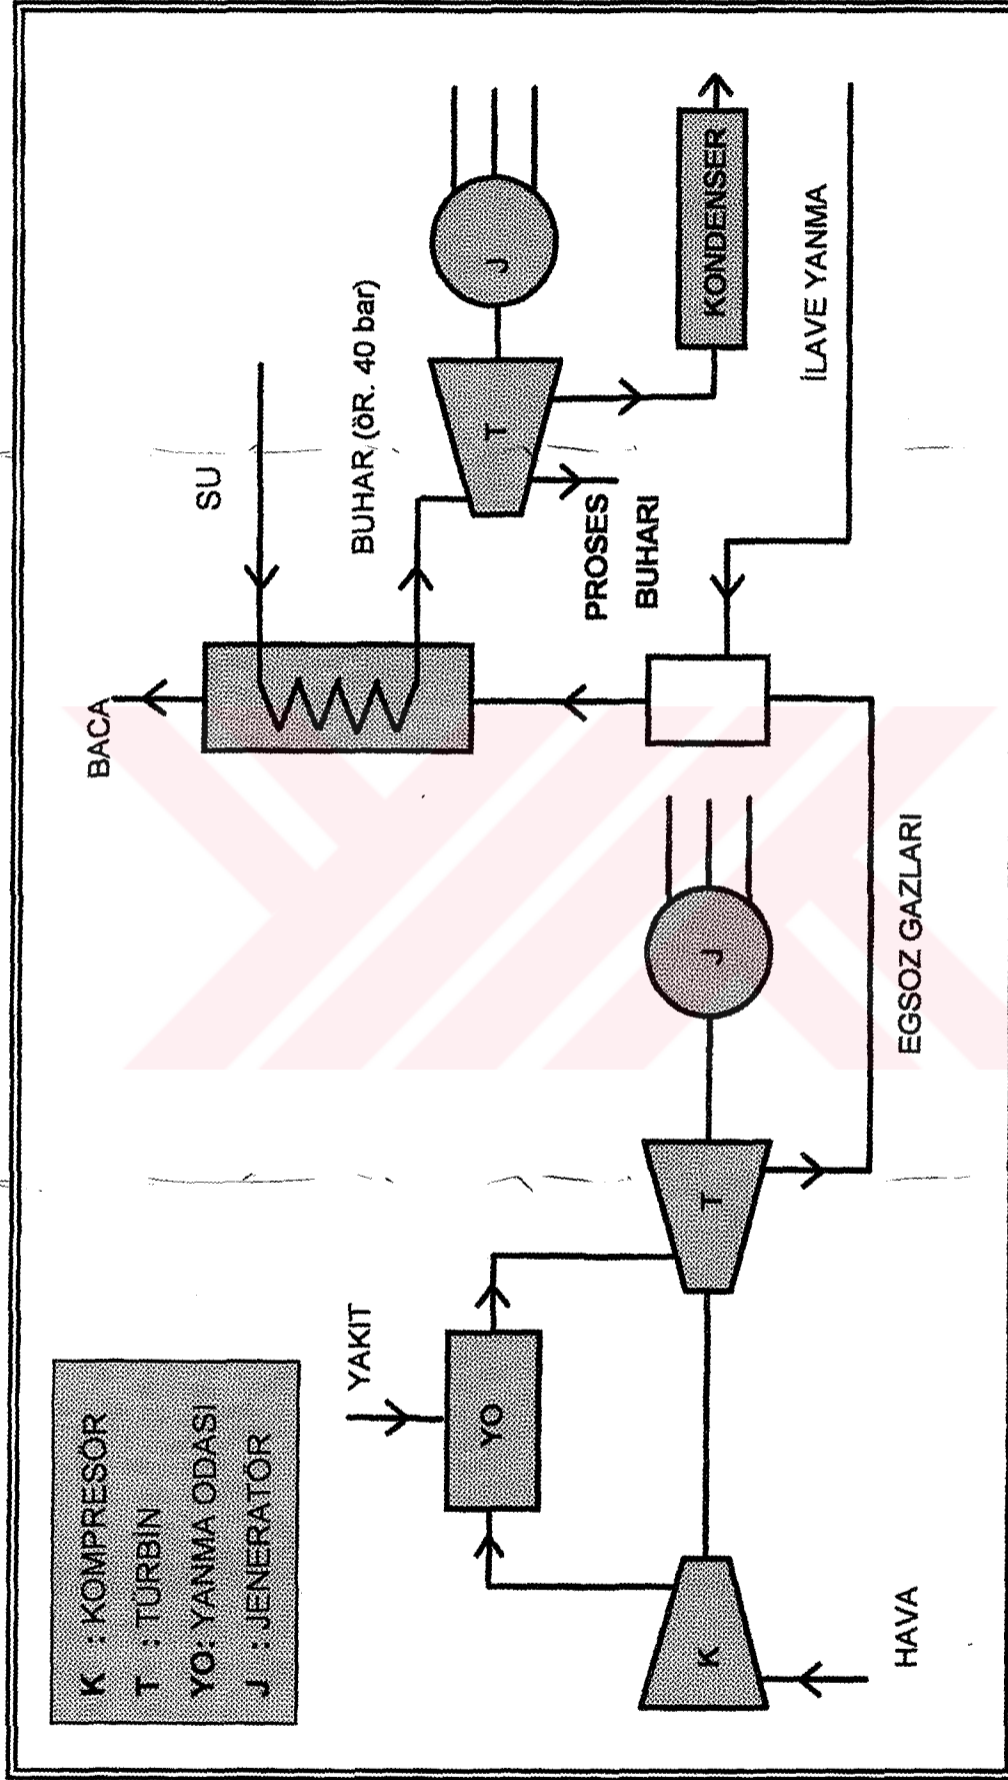 K : KOMPRESÖR
T : TÜRBİN
YO: YANMA ODASI
J : JENERATÖR
YAKIT
YO
K
HAVA
T
J
EGSOZ GAZLARI
BACA
SU
BUHAR (öR. 40 bar)
T
J
PROSES
BUHARI
KONDENSER
İLAVE YANMA